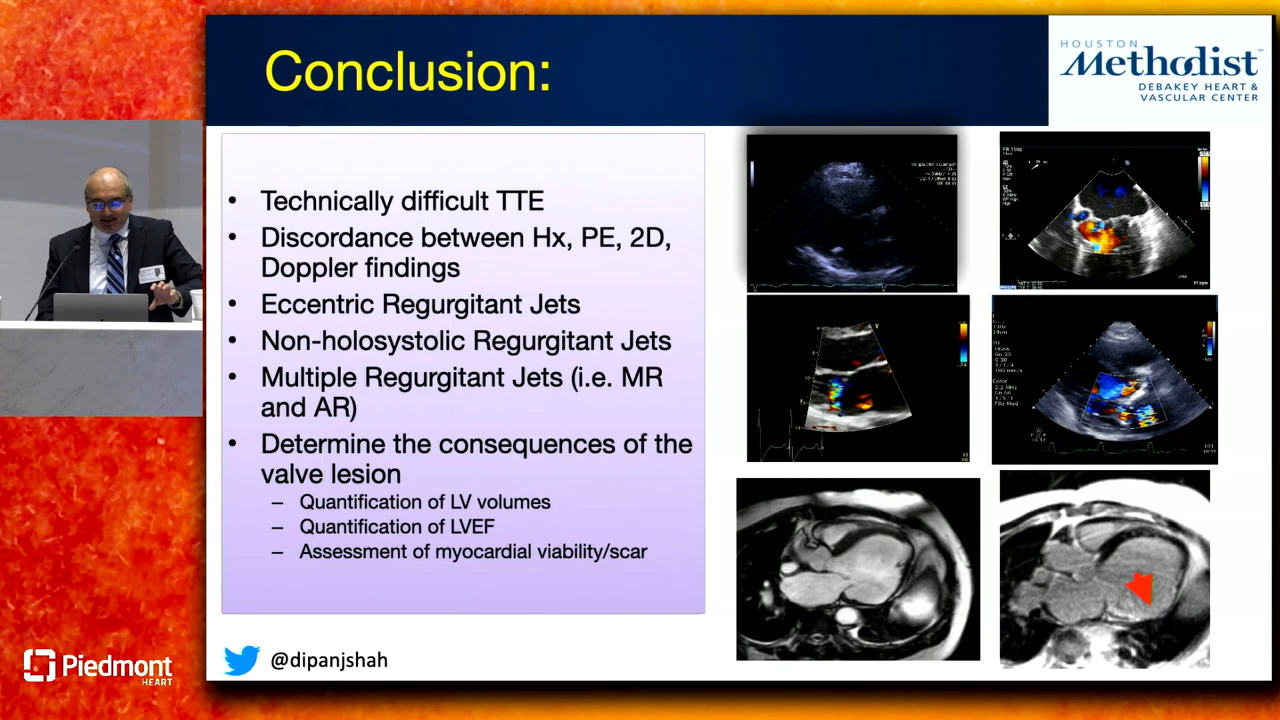 Conclusion:
HOUSTON
Methodist
DEBAKEY HEART &
VASCULAR CENTER
• Technically difficult TTE
• Discordance between Hx, PE, 2D,
Doppler findings
• Eccentric Regurgitant Jets
• Non-holosystolic Regurgitant Jets
• Multiple Regurgitant Jets (i.e. MR
and AR)
• Determine the consequences of the
valve lesion
– Quantification of LV volumes
– Quantification of LVEF
– Assessment of myocardial viability/scar
@dipanjshah
Piedmont
HEART